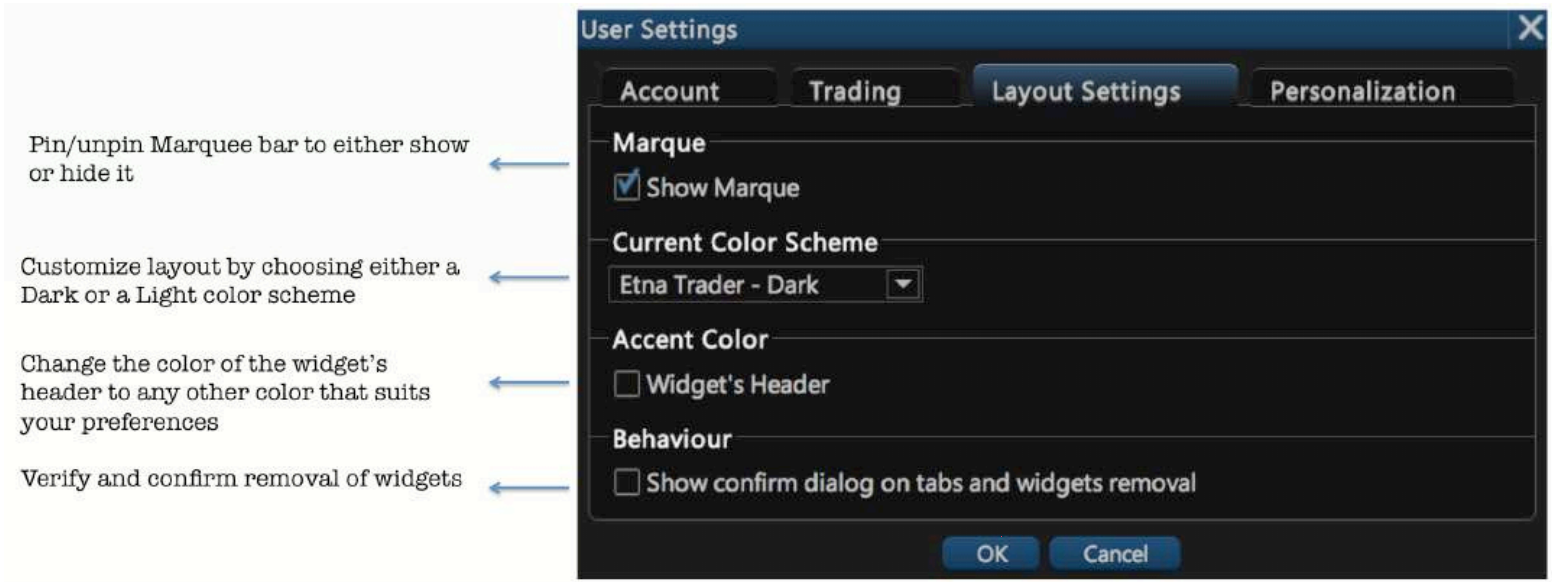 User Settings
Account Trading Layout Settings Personalization
Pin/unpin Marquee bar to either show
or hide it
Marque
Show Marque
Customize layout by choosing either a
Dark or a Light color scheme
Current Color Scheme
Etna Trader - Dark
Change the color of the widget's
header to any other color that suits
your preferences
Accent Color
Widget's Header
Verify and confirm removal of widgets
Behaviour
Show confirm dialog on tabs and widgets removal
OK Cancel